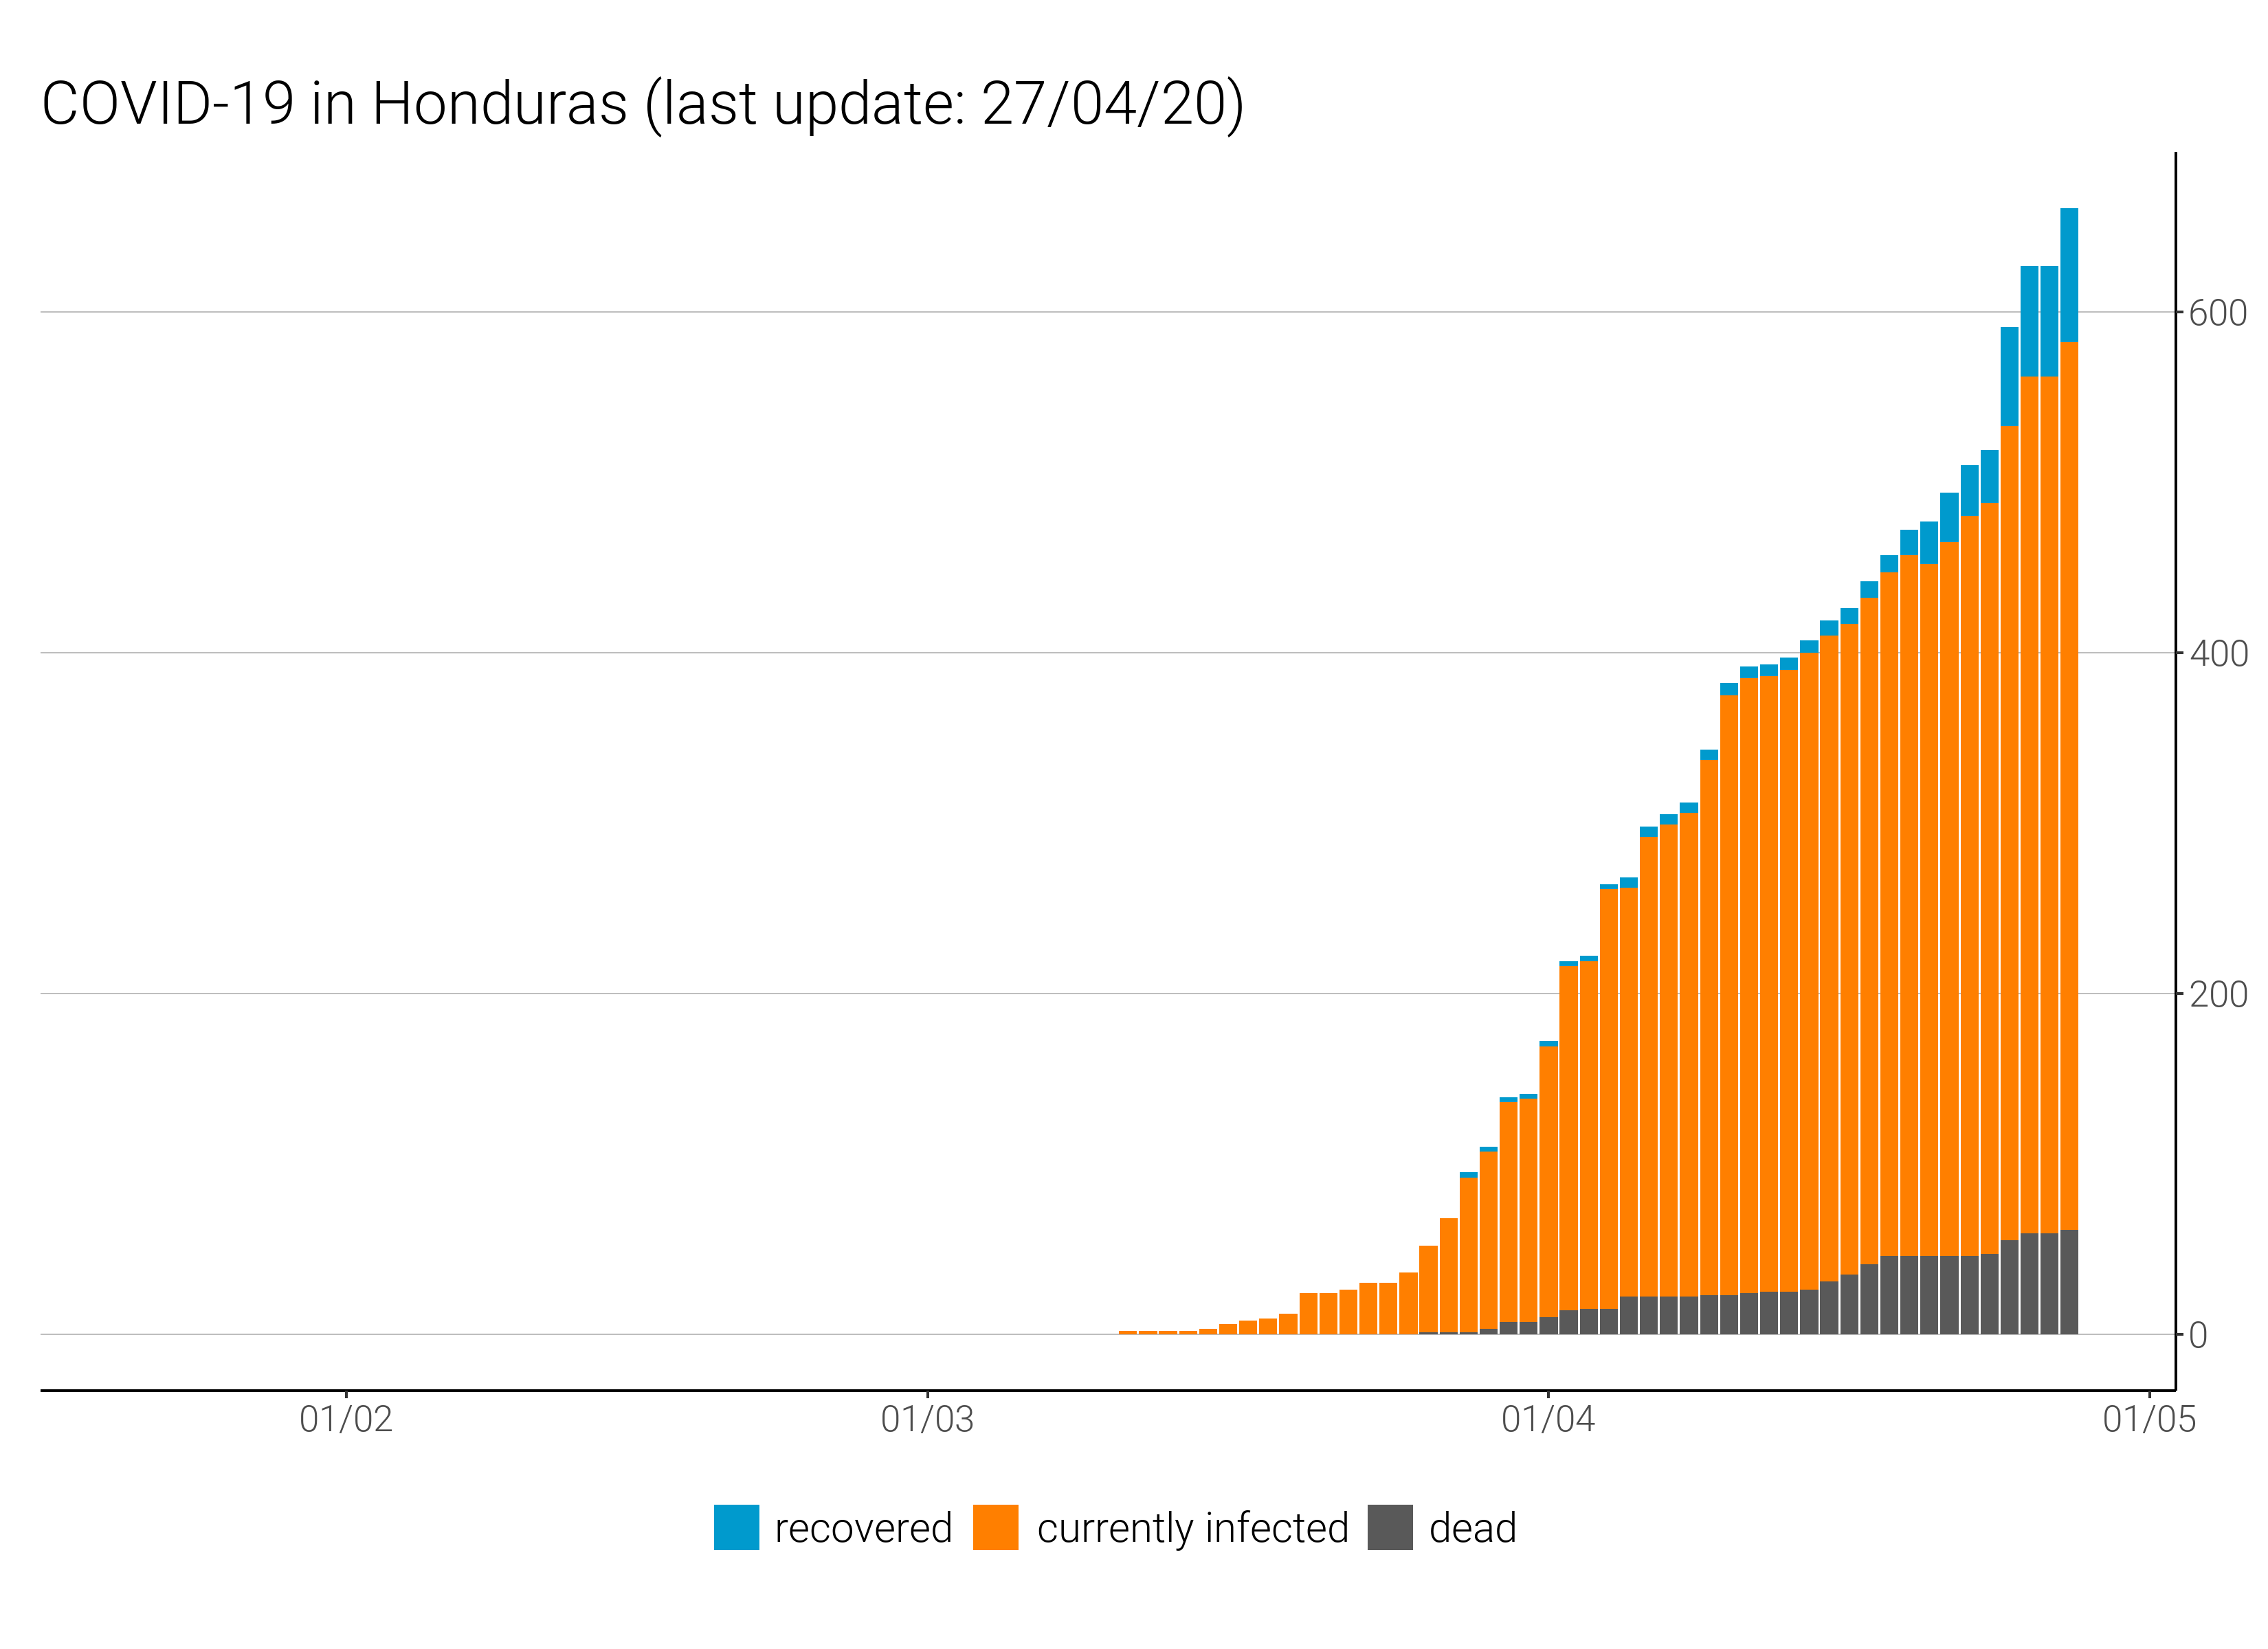 COVID-19 in Honduras (last update: 27/04/20)
600
400
200
0
01/02 01/03 01/04 01/05
recovered currently infected dead